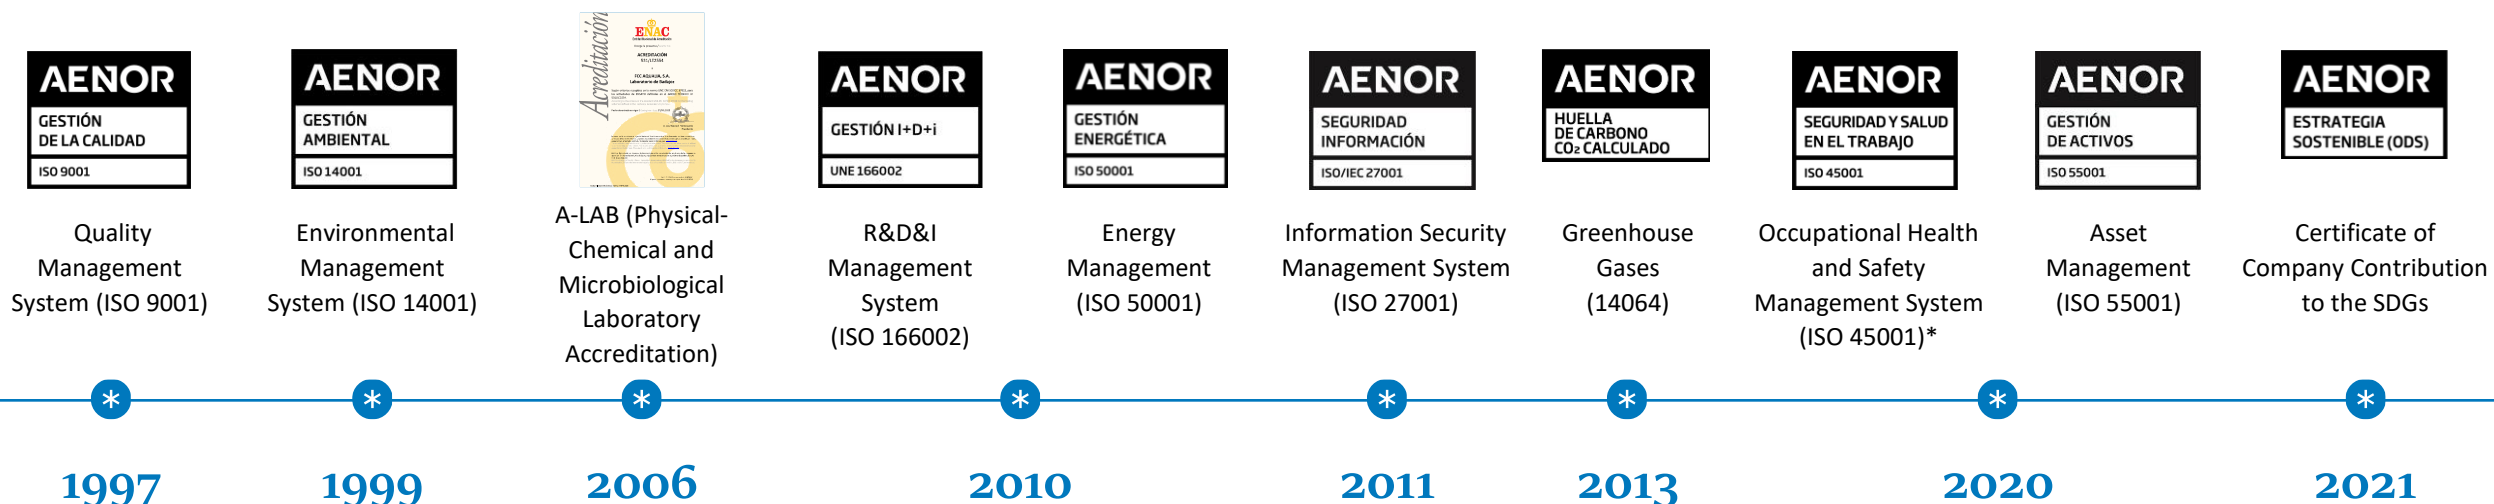 AENOR
GESTIÓN
DE LA CALIDAD
ISO 9001
Quality
Management
System (ISO 9001)
AENOR
GESTIÓN
AMBIENTAL
ISO 14001
Environmental
Management
System (ISO 14001)
Acreditación
ENAC
ACREDITACIÓN
FCC AQUALIA, S.A.
Laboratorio de Badajoz
A-LAB (Physical-
Chemical and
Microbiological
Laboratory
Accreditation)
AENOR
GESTIÓN I+D+i
UNE 166002
R&D&I
Management
System
(ISO 166002)
AENOR
GESTIÓN
ENERGÉTICA
ISO 50001
Energy
Management
(ISO 50001)
AENOR
SEGURIDAD
INFORMACIÓN
ISO/IEC 27001
Information Security
Management System
(ISO 27001)
AENOR
HUELLA
DE CARBONO
CO₂ CALCULADO
Greenhouse
Gases
(14064)
AENOR
SEGURIDAD Y SALUD
EN EL TRABAJO
ISO 45001
Occupational Health
and Safety
Management System
(ISO 45001)*
AENOR
GESTIÓN
DE ACTIVOS
ISO 55001
Asset
Management
(ISO 55001)
AENOR
ESTRATEGIA
SOSTENIBLE (ODS)
Certificate of
Company Contribution
to the SDGs
* * * * * * * *
1997
1999
2006
2010
2011
2013
2020
2021